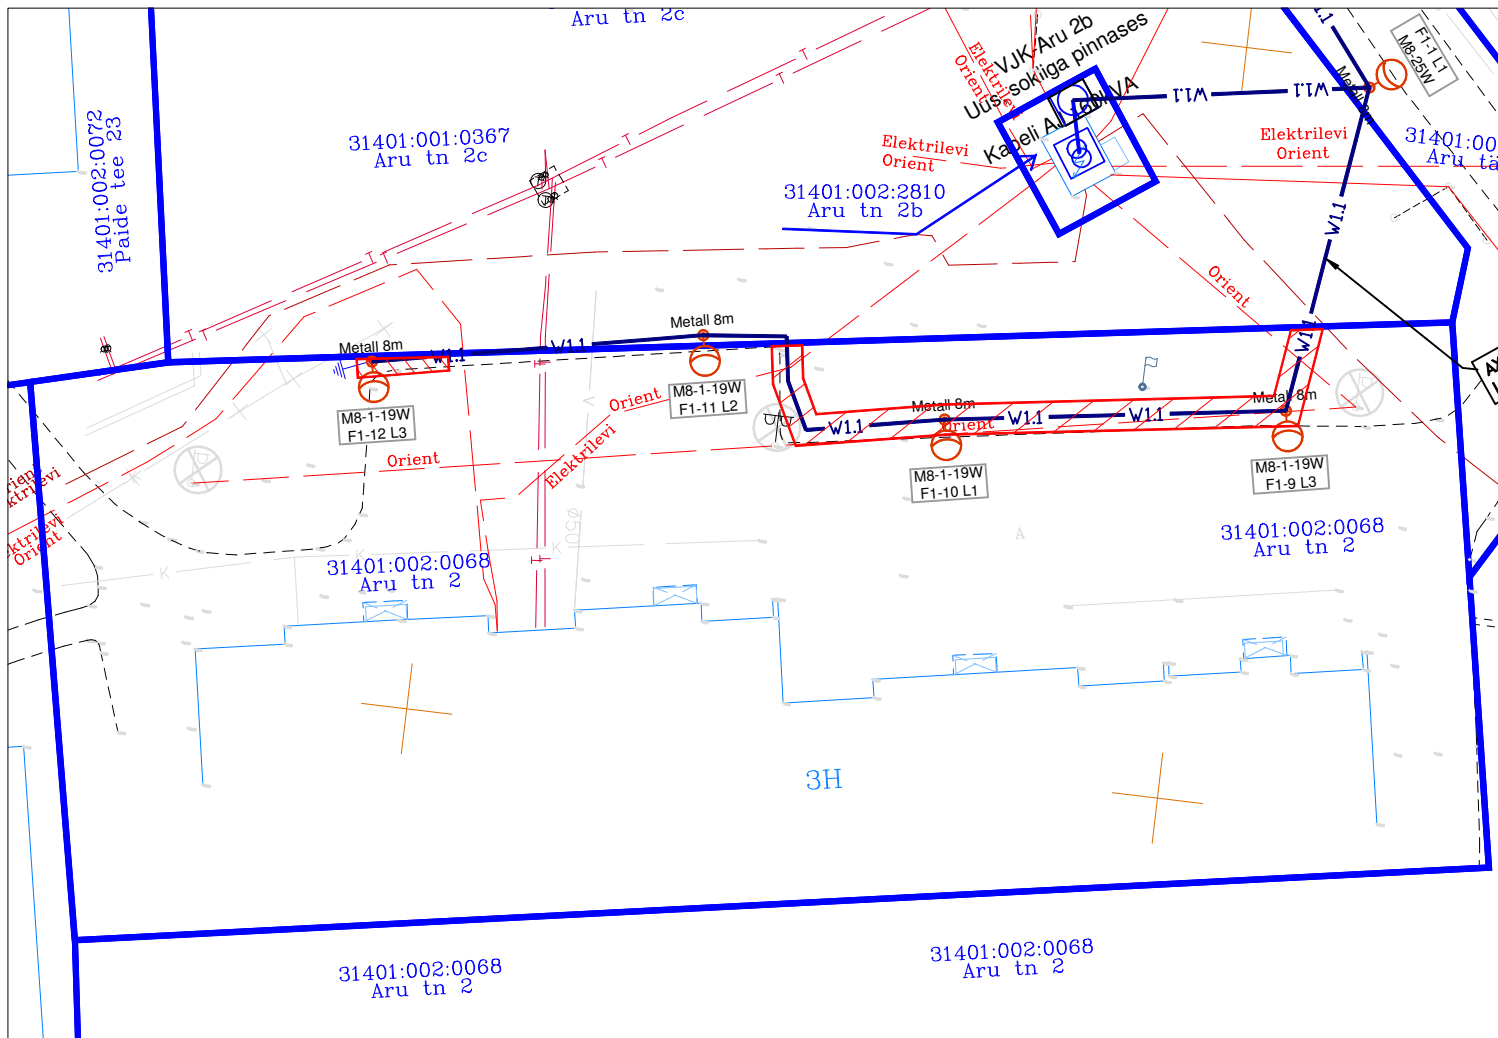 Aru tn 2c
31401:002:0072
Paide tee 23
31401:001:0367
Aru tn 2c
VJK-Aru 2b
Uus, sokliga pinnases
Elektrilevi
Orient
Elektrilevi
Orient
31401:002:2810
Aru tn 2b
W1.1
W1.1
Elektrilevi
Orient
F1-1 L1
M8-25W
W1.1
Orient
Metall 8m
W1.1
W1.1
Metall 8m
M8-1-19W
F1-12 L3
M8-1-19W
F1-11 L2
Orient
Elektrilevi
Orient
Metall 8m
W1.1
W1.1
W1.1
W1.1
Orient
Metall 8m
M8-1-19W
F1-10 L1
M8-1-19W
F1-9 L3
Elektrilevi
Orient
31401:002:0068
Aru tn 2
31401:002:0068
Aru tn 2
A
K
K
K
V
3H
31401:002:0068
Aru tn 2
31401:002:0068
Aru tn 2